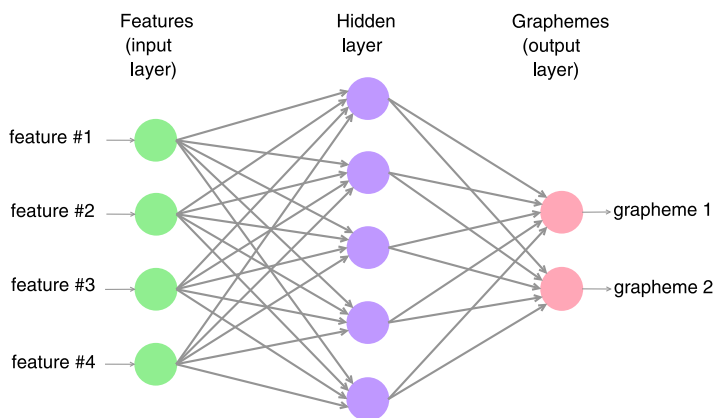 Features
(input
layer)
Hidden
layer
Graphemes
(output
layer)
feature #1
feature #2
feature #3
feature #4
grapheme 1
grapheme 2